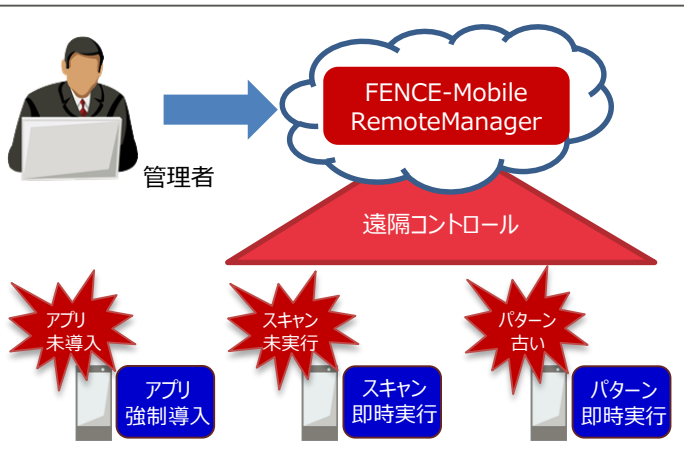 FENCE-Mobile
RemoteManager
管理者
遠隔コントロール
アプリ
未導入
アプリ
強制導入
スキャン
未実行
スキャン
即時実行
パターン
古い
パターン
即時実行